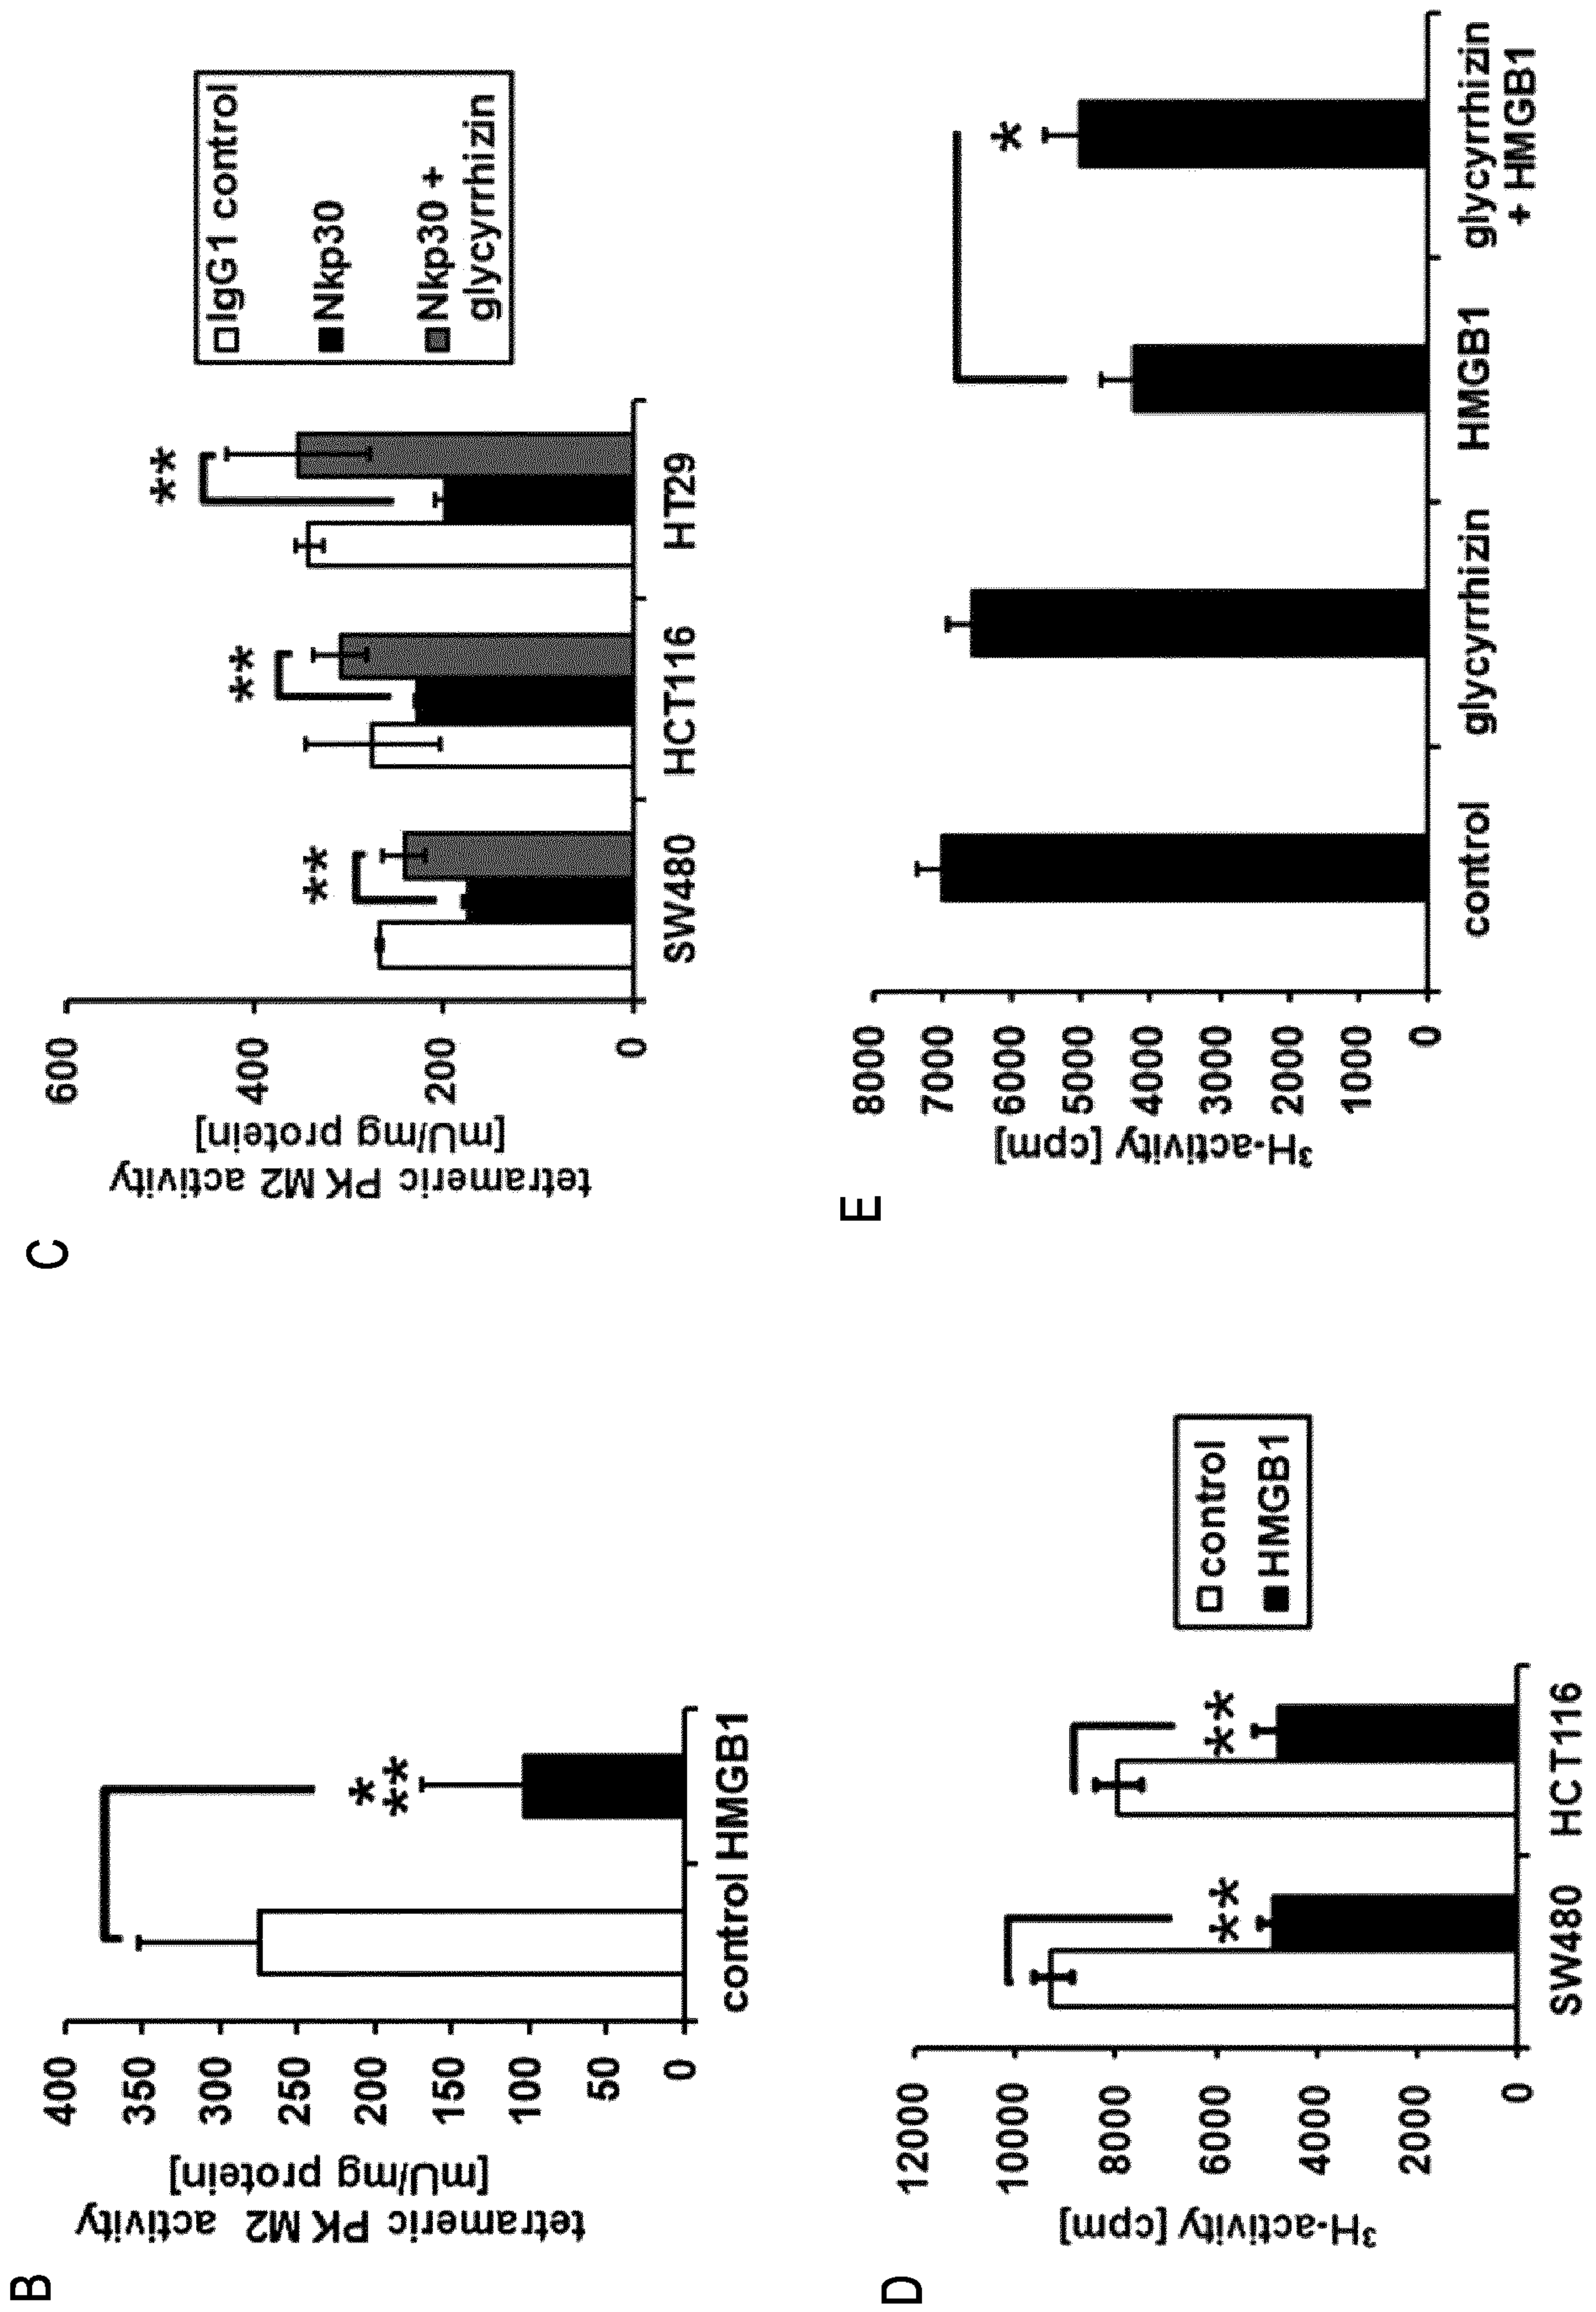 B
tetrameric PK M2 activity
[mU/mg protein]
400
350
300
250
200
150
100
50
0
*
**
control HMGB1
C
tetrameric PK M2 activity
[mU/mg protein]
600
400
200
0
**
**
**
SW480 HCT116 HT29
IgG1 control
Nkp30
Nkp30 +
glycyrrhizin
D
³H-activity [cpm]
12000
10000
8000
6000
4000
2000
0
**
**
SW480 HCT116
control
HMGB1
E
³H-activity [cpm]
8000
7000
6000
5000
4000
3000
2000
1000
0
*
control glycyrrhizin HMGB1 glycyrrhizin
+ HMGB1